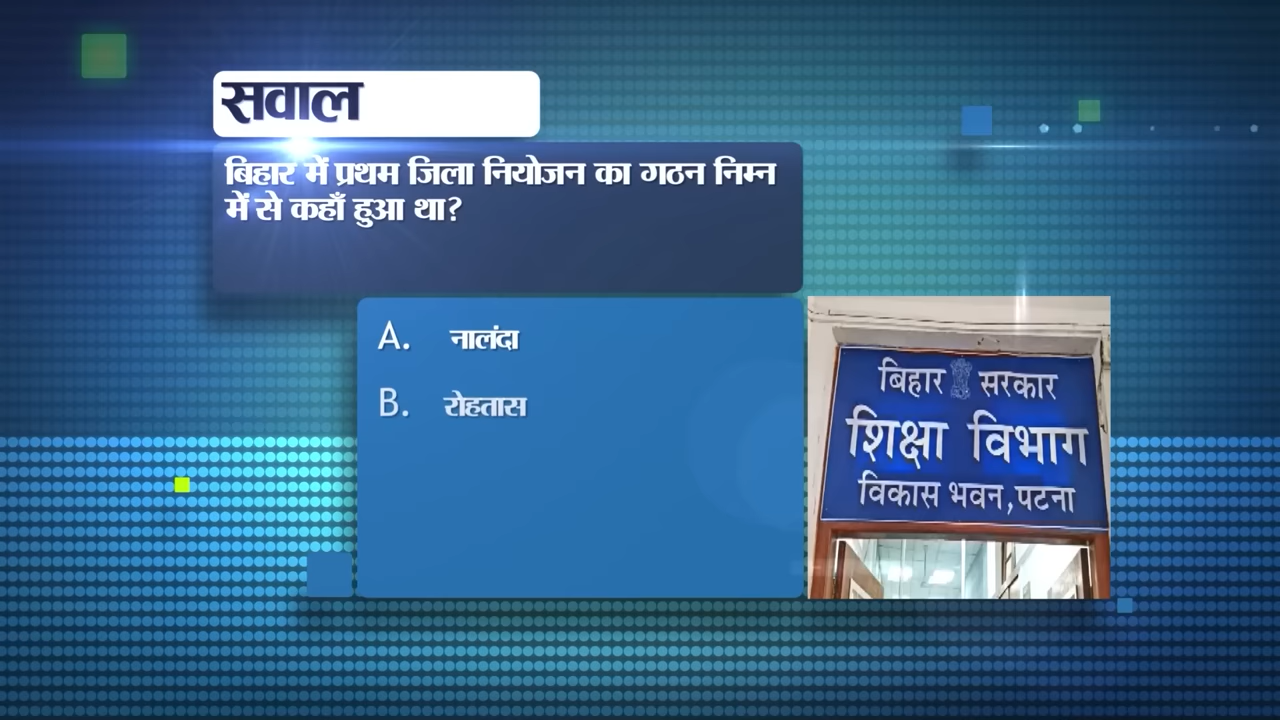 सवाल
बिहार में प्रथम जिला नियोजन का गठन निम्न
में से कहाँ हुआ था?
A. नालंदा
B. रोहतास
बिहार सरकार
शिक्षा विभाग
विकास भवन, पटना